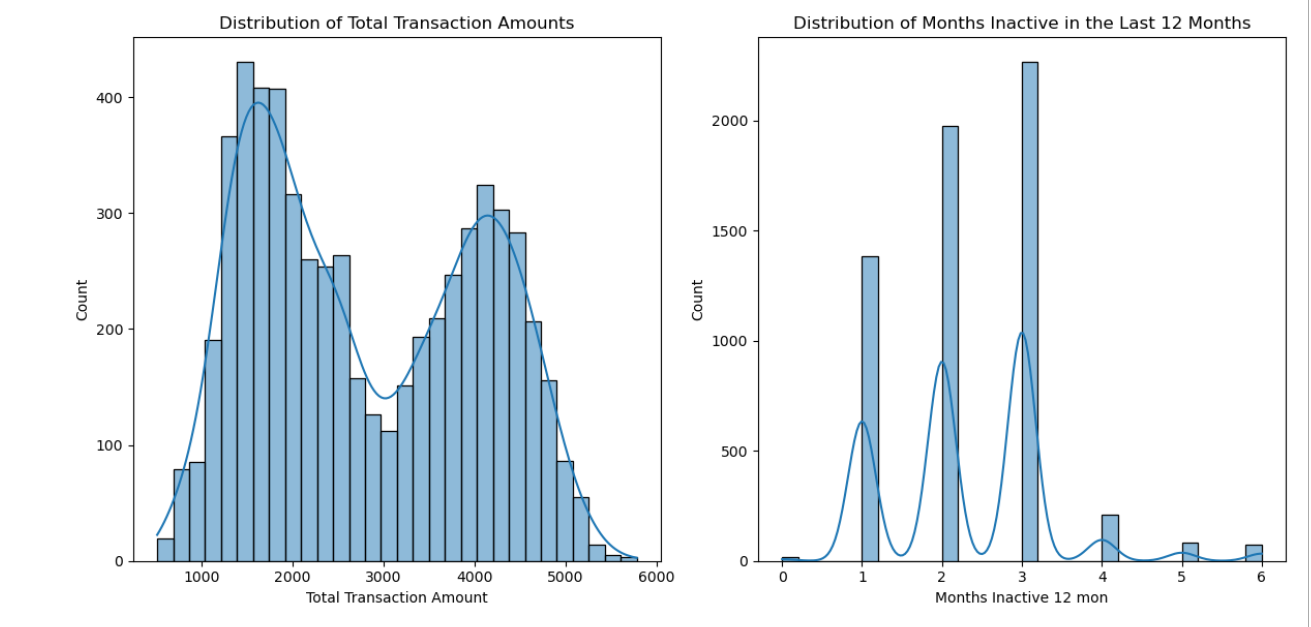 Distribution of Total Transaction Amounts
400
300
200
100
0
Count
1000 2000 3000 4000 5000 6000
Total Transaction Amount
Distribution of Months Inactive in the Last 12 Months
2000
1500
1000
500
0
Count
0 1 2 3 4 5 6
Months Inactive 12 mon